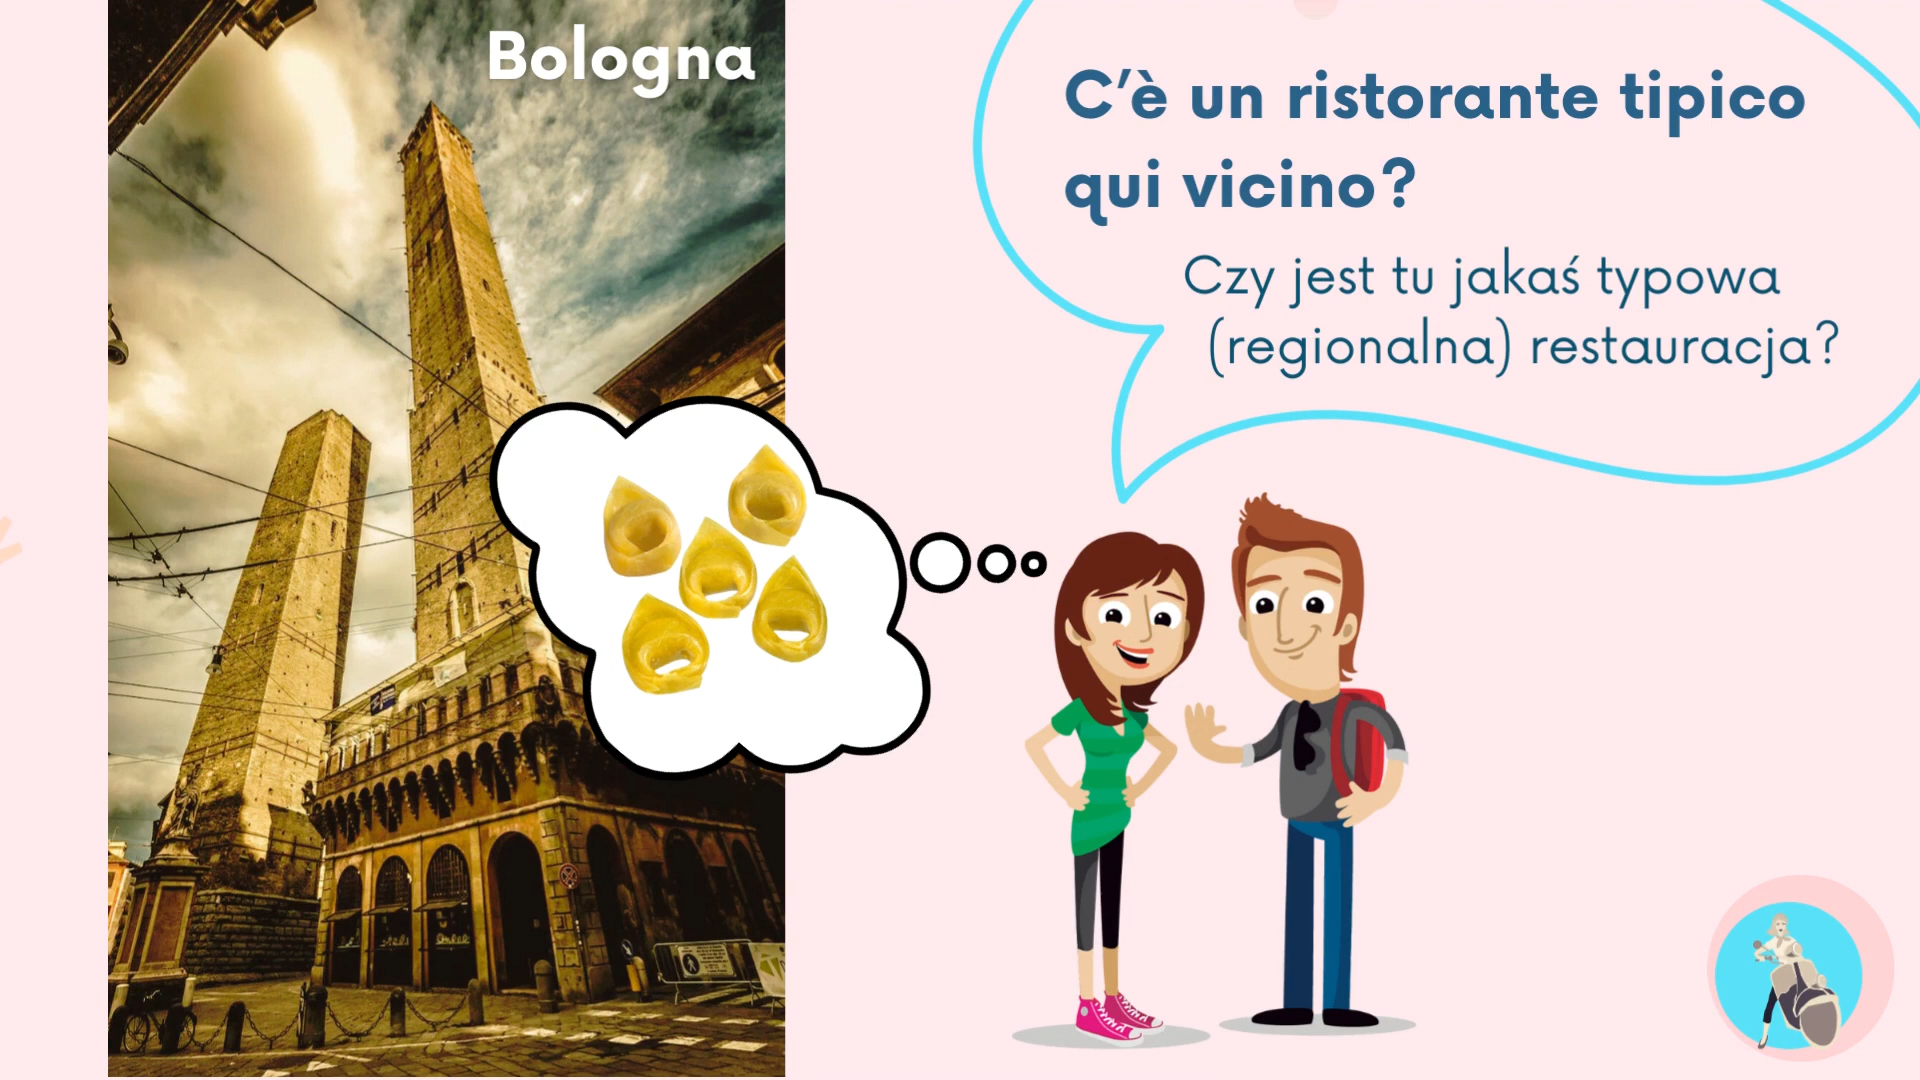 Bologna
C’è un ristorante tipico
qui vicino?
Czy jest tu jakaś typowa
(regionalna) restauracja?